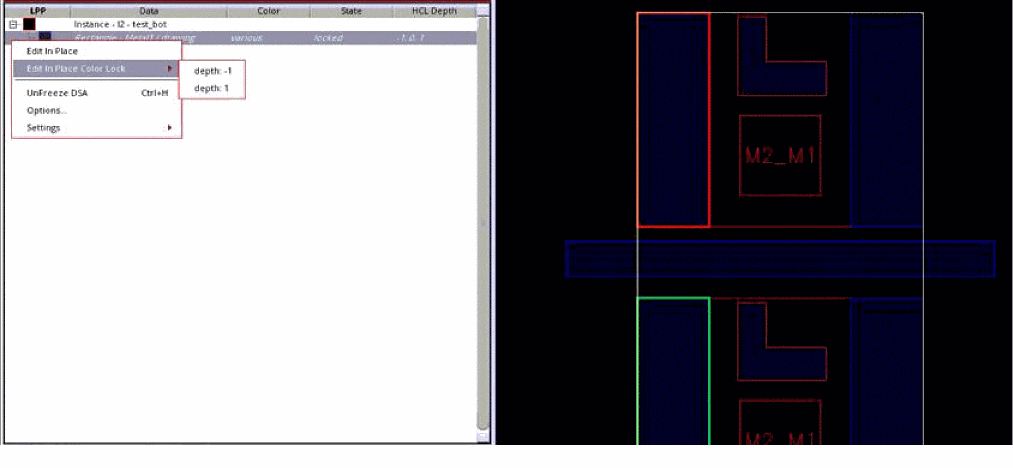 LPP Data Color State HCL Depth
Instance - I2 - test_bot
Rectangle - Metal1 / drawing various locked -1, 0, 1
Edit In Place
Edit In Place Color Lock
depth: -1
depth: 1
UnFreeze DSA Ctrl+H
Options...
Settings
M2_M1
M2_M1